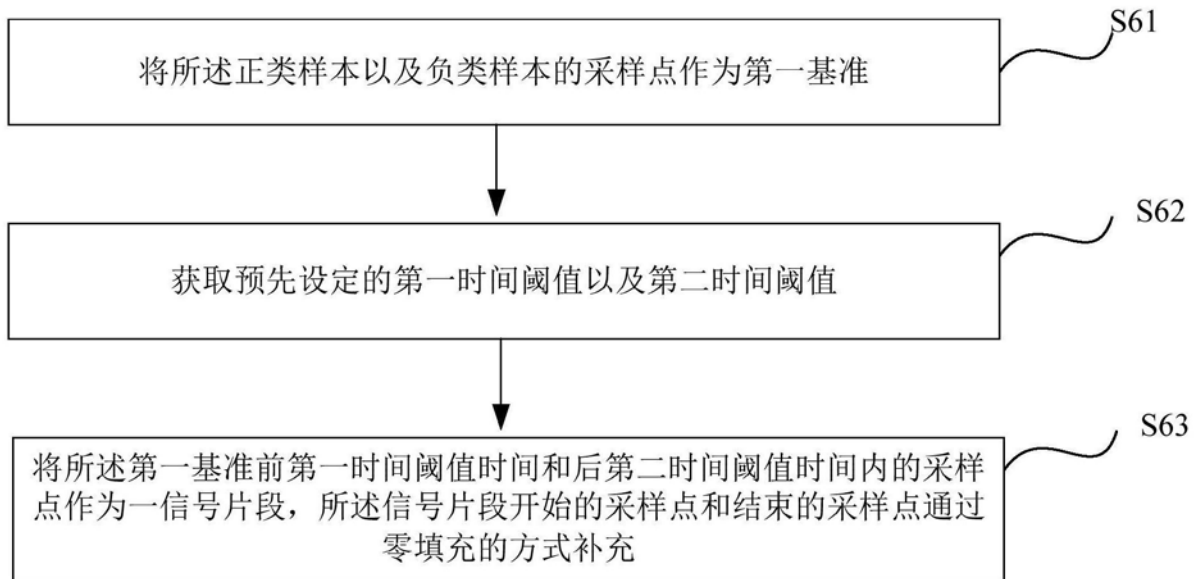 S61
将所述正类样本以及负类样本的采样点作为第一基准
S62
获取预先设定的第一时间阈值以及第二时间阈值
S63
将所述第一基准前第一时间阈值时间和后第二时间阈值时间内的采样
点作为一信号片段，所述信号片段开始的采样点和结束的采样点通过
零填充的方式补充